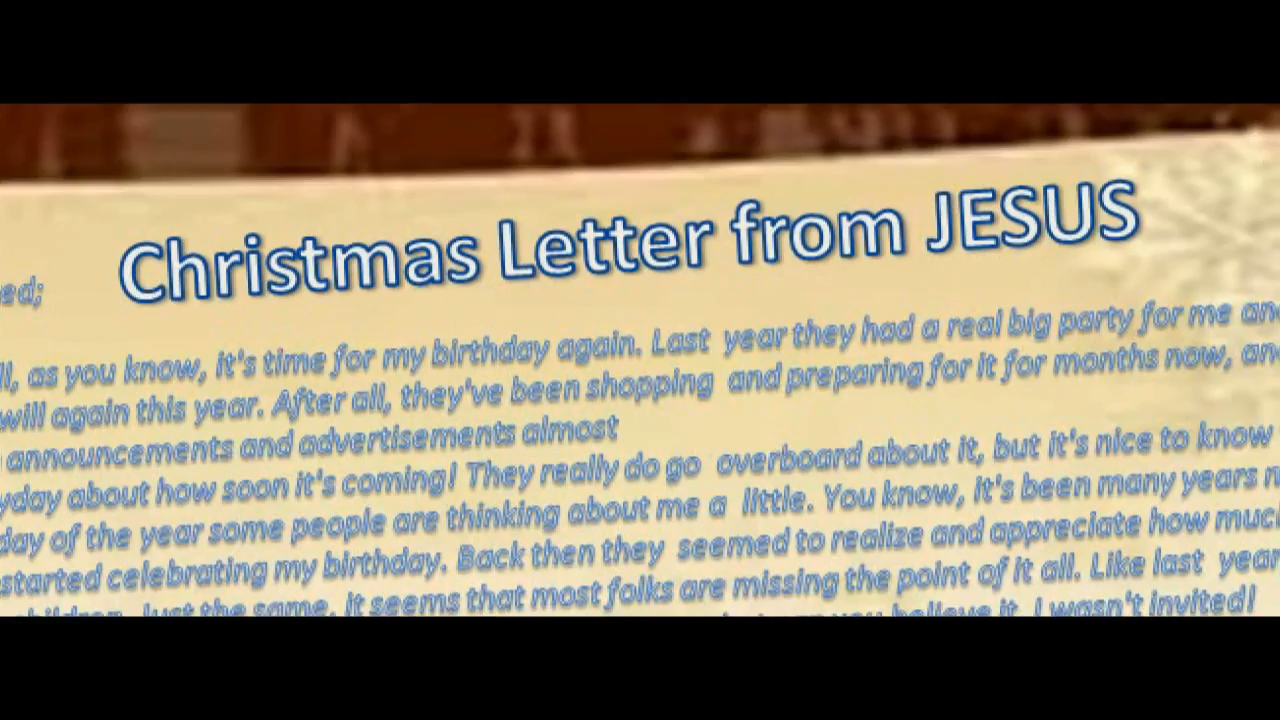 Christmas Letter from JESUS
ed;
ll, as you know, it's time for my birthday again. Last year they had a real big party for me an
will again this year. After all, they've been shopping and preparing for it for months now, an
announcements and advertisements almost
yday about how soon it's coming! They really do go overboard about it, but it's nice to know
day of the year some people are thinking about me a little. You know, it's been many years n
started celebrating my birthday. Back then they seemed to realize and appreciate how much
children. Just the same, it seems that most folks are missing the point of it all. Like last year
you believe it, I wasn't invited!